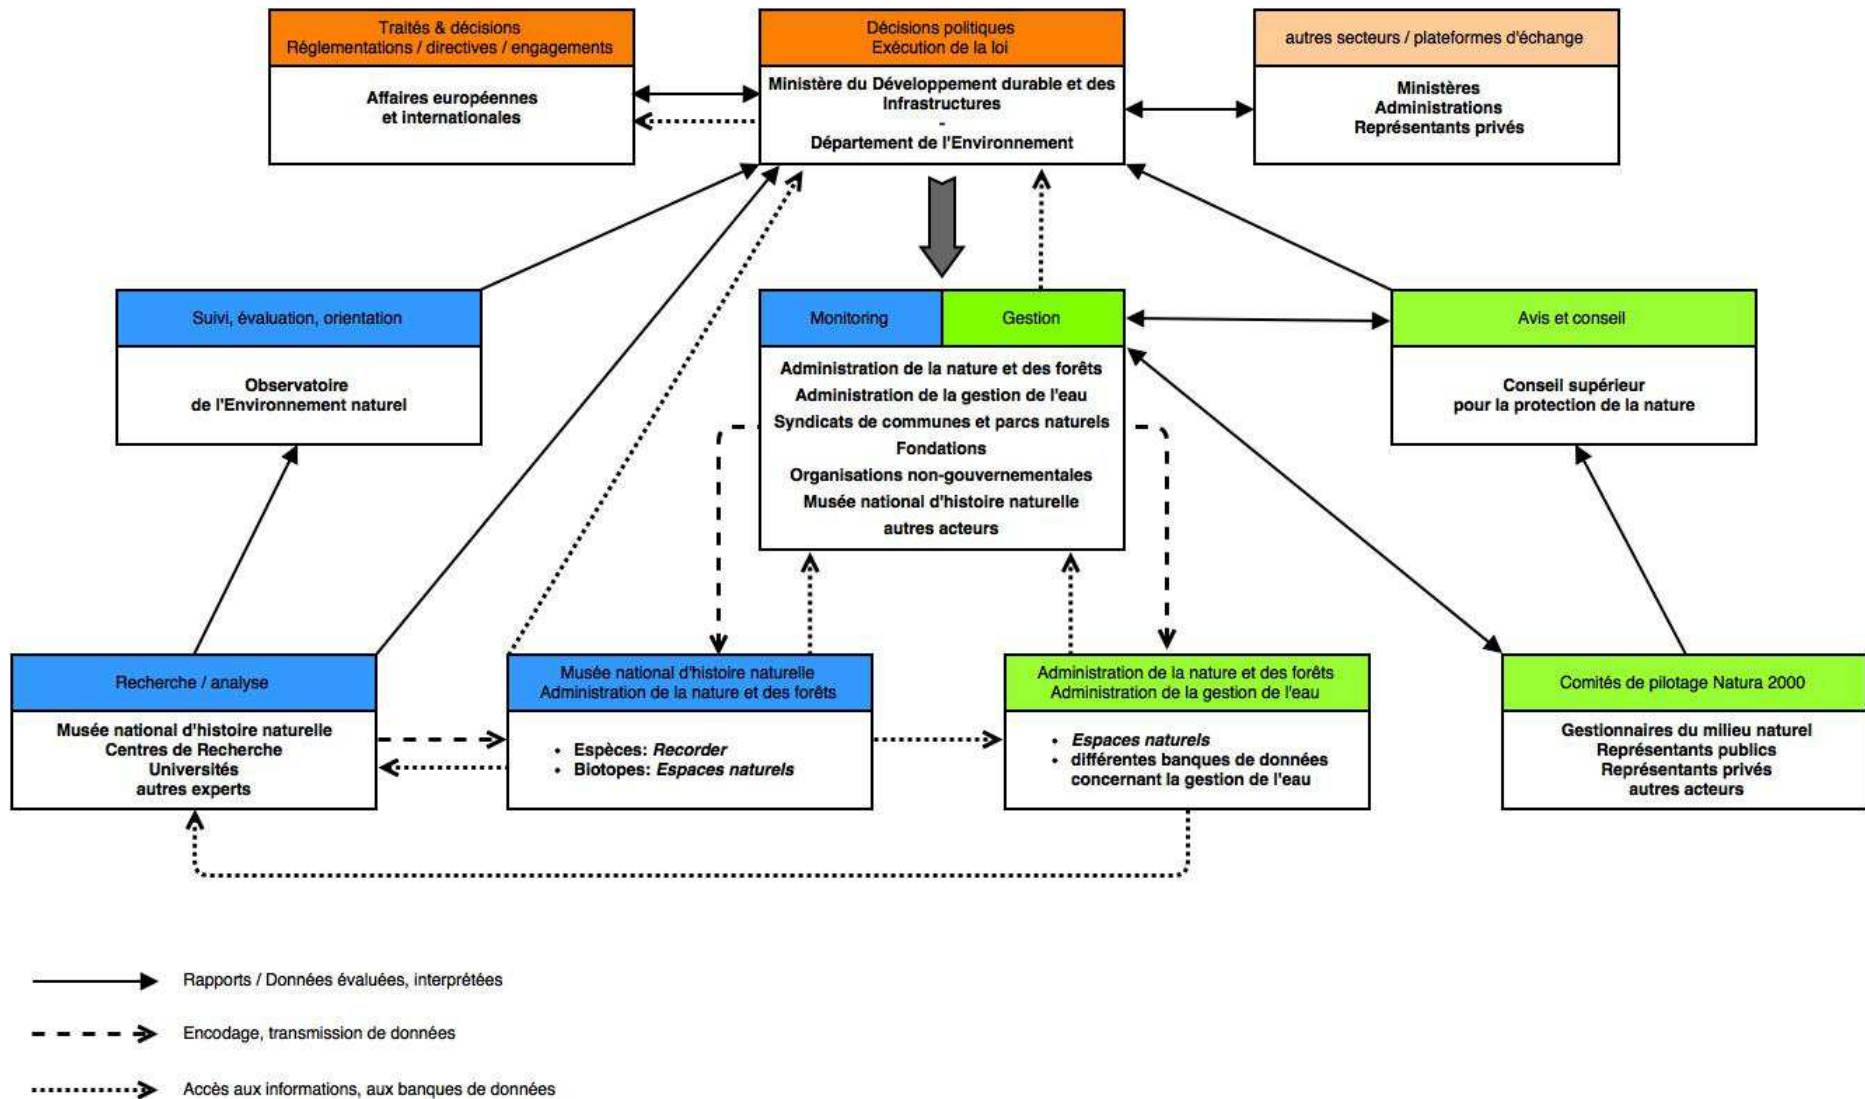 Traités & décisions
Réglementations / directives / engagements
Affaires européennes
et internationales
Décisions politiques
Exécution de la loi
Ministère du Développement durable et des
Infrastructures
-
Département de l'Environnement
autres secteurs / plateformes d'échange
Ministères
Administrations
Représentants privés
Suivi, évaluation, orientation
Observatoire
de l'Environnement naturel
Monitoring
Gestion
Administration de la nature et des forêts
Administration de la gestion de l'eau
Syndicats de communes et parcs naturels
Fondations
Organisations non-gouvernementales
Musée national d'histoire naturelle
autres acteurs
Avis et conseil
Conseil supérieur
pour la protection de la nature
Recherche / analyse
Musée national d'histoire naturelle
Centres de Recherche
Universités
autres experts
Musée national d'histoire naturelle
Administration de la nature et des forêts
• Espèces: Recorder
• Biotopes: Espaces naturels
Administration de la nature et des forêts
Administration de la gestion de l'eau
• Espaces naturels
• différentes banques de données
concernant la gestion de l'eau
Comités de pilotage Natura 2000
Gestionnaires du milieu naturel
Représentants publics
Représentants privés
autres acteurs
Rapports / Données évaluées, interprétées
Encodage, transmission de données
Accès aux informations, aux banques de données